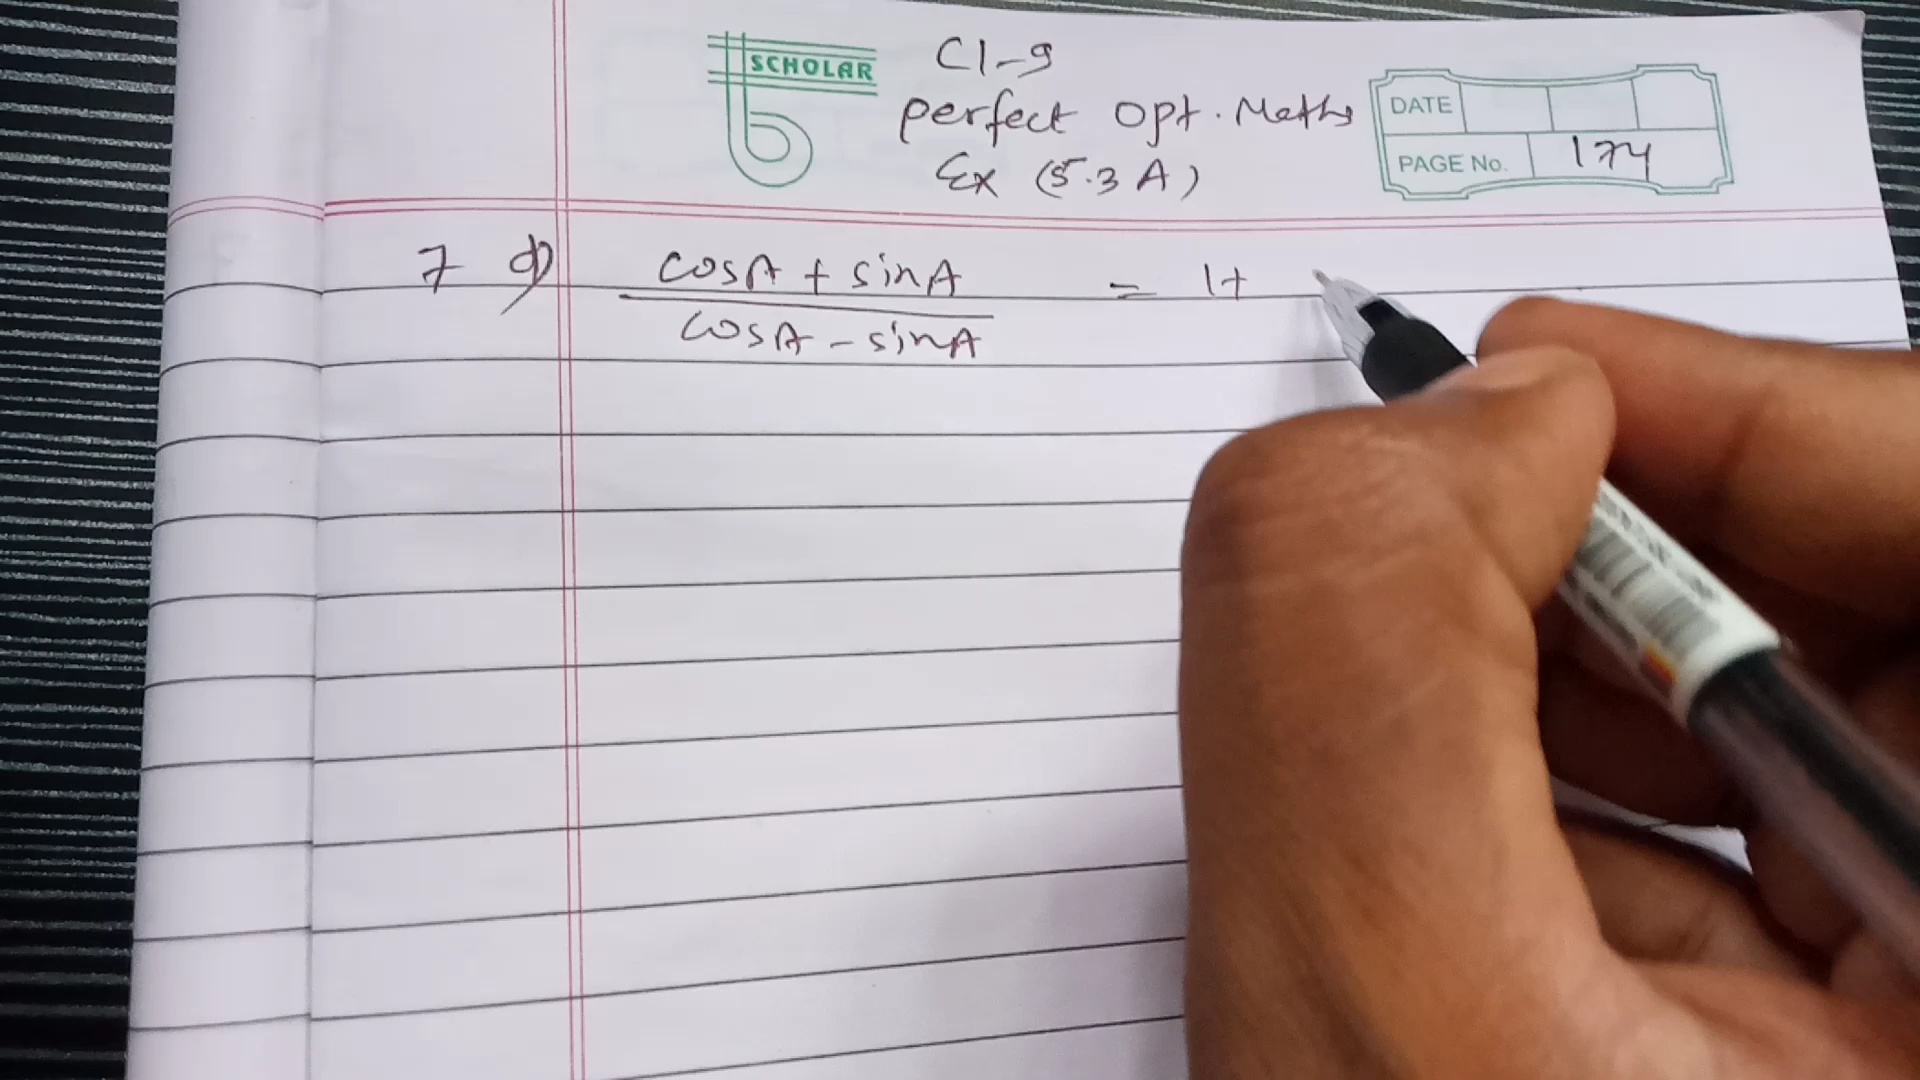 SCHOLAR
Cl-9
perfect opt. Maths
Ex (5.3 A)
DATE
PAGE No. 174
7 d) cosA + sinA = 1+
cosA - sinA